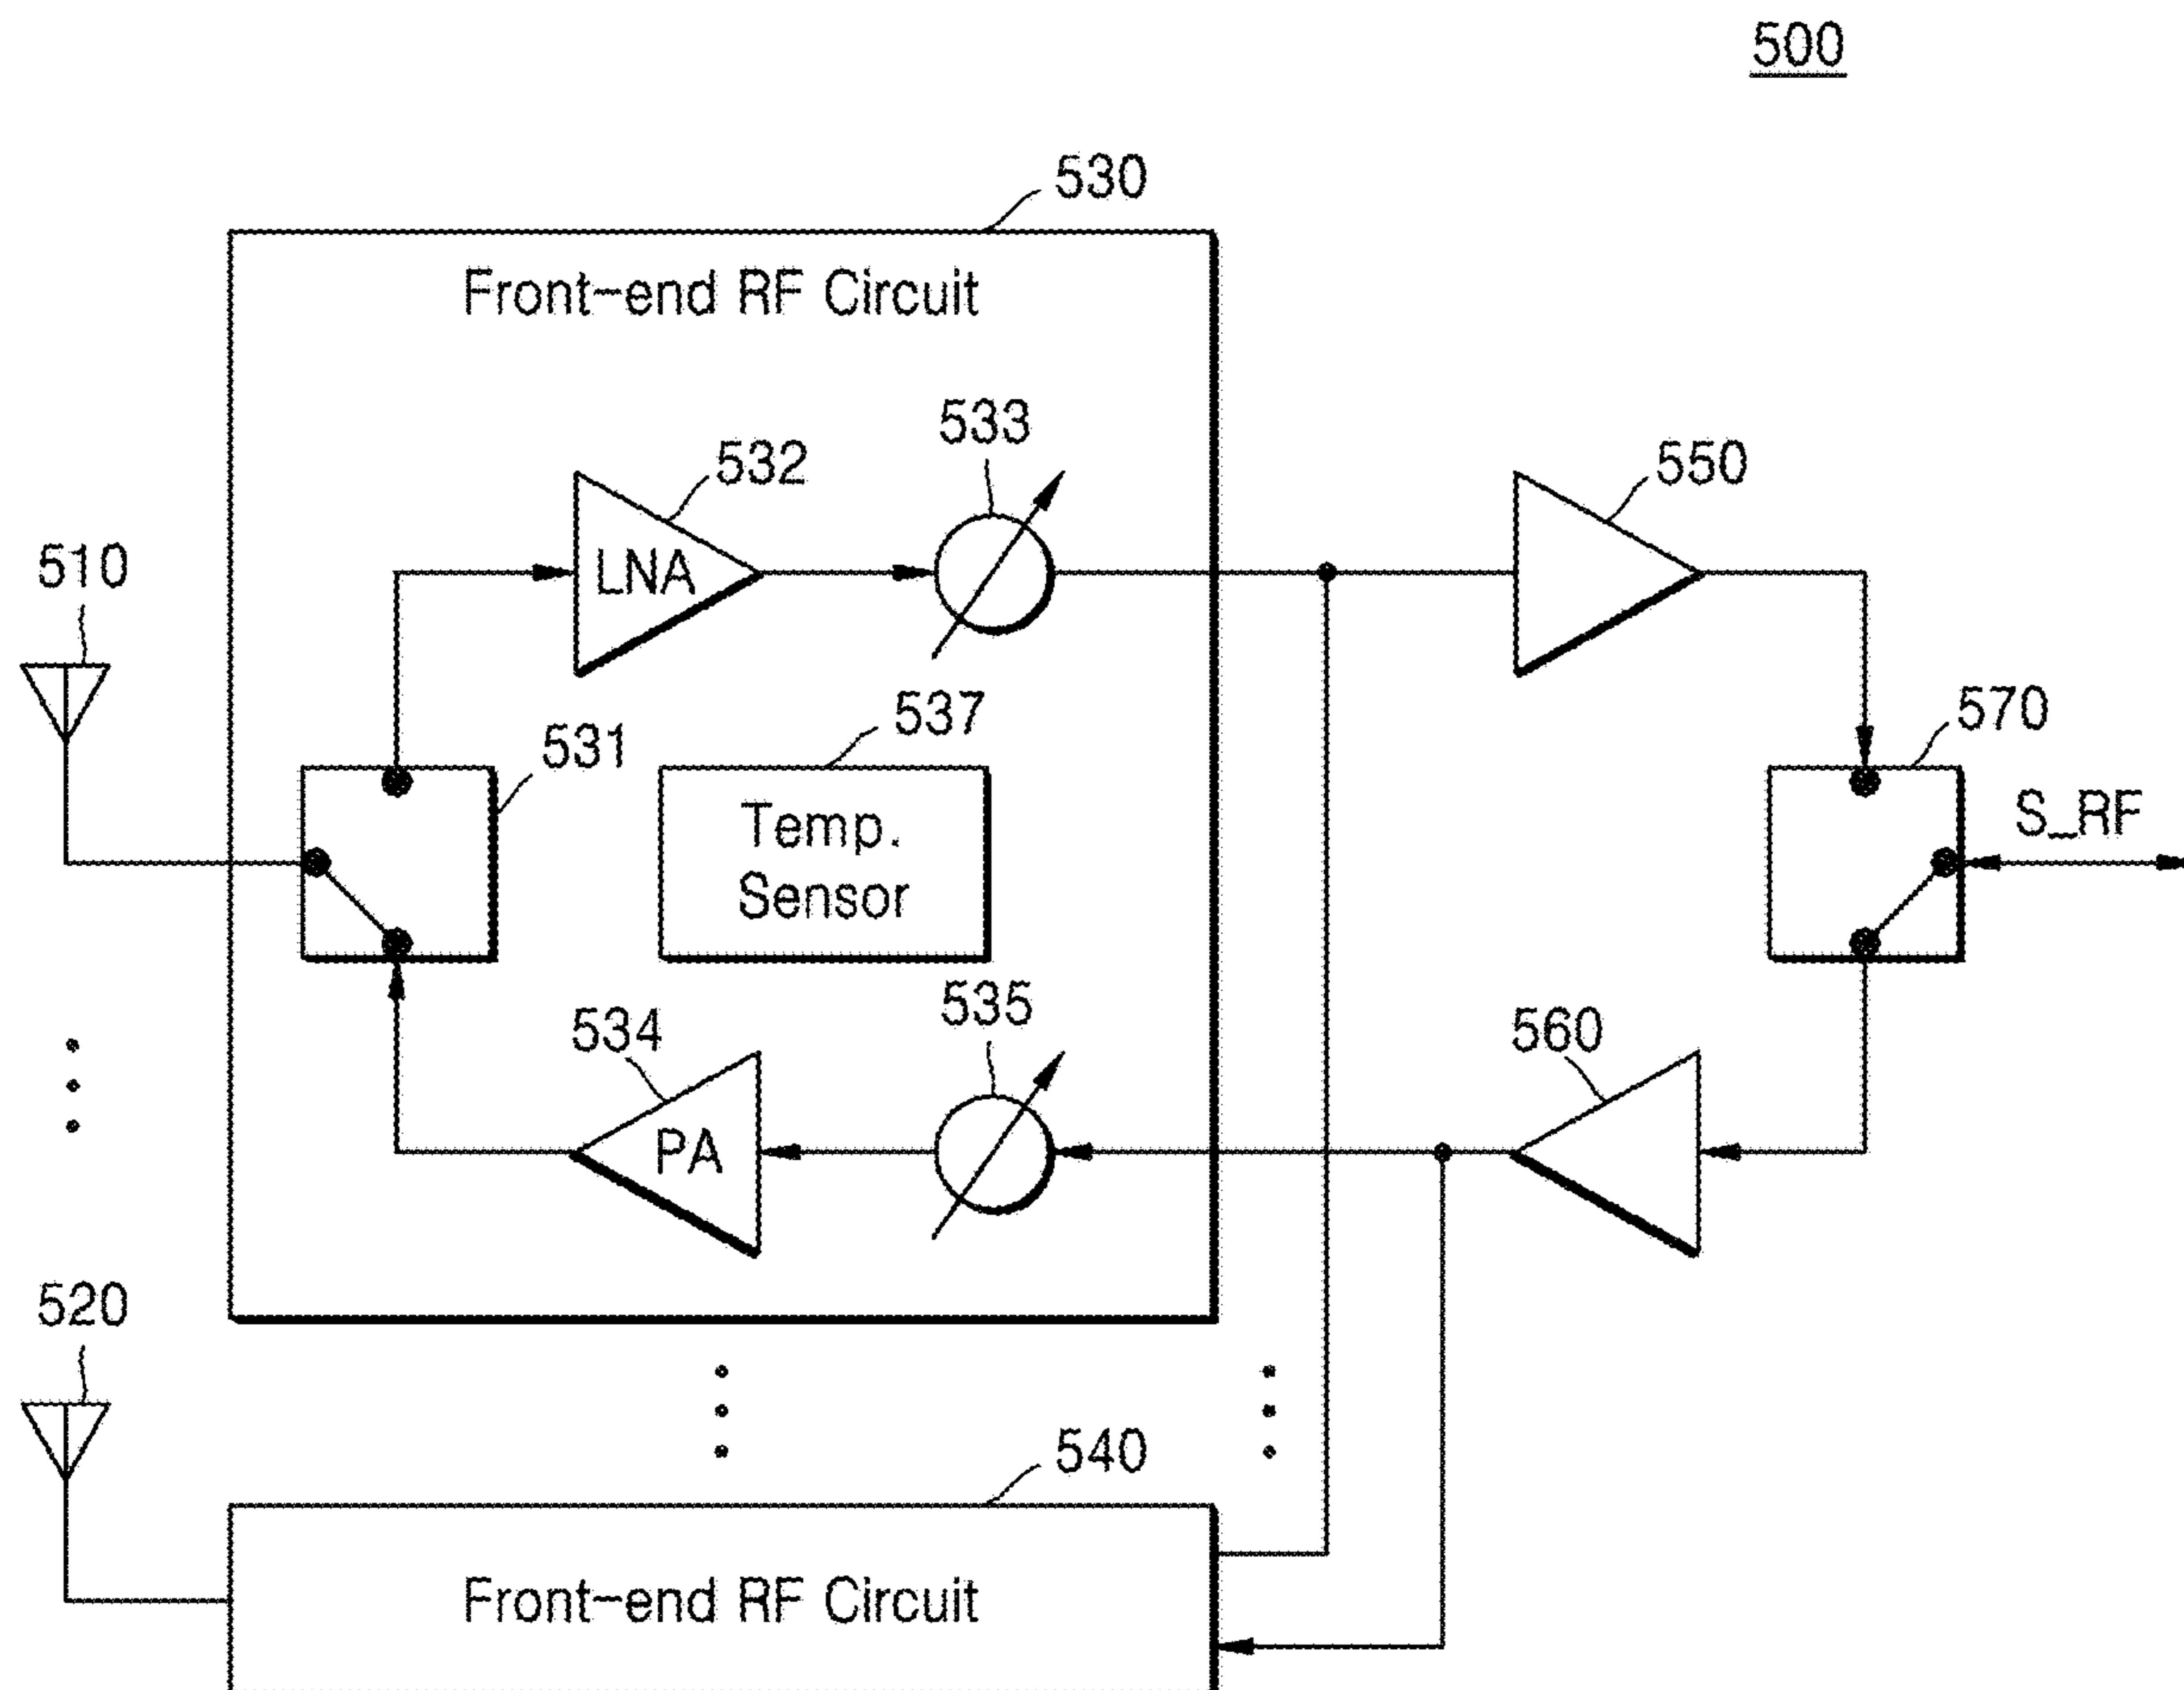 500
530
Front-end RF Circuit
533
532
550
LNA
510
537
570
531
Temp.
Sensor
S_RF
535
534
560
PA
520
540
Front-end RF Circuit